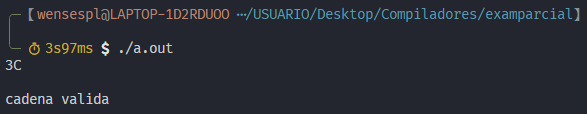 [wensespl@LAPTOP-1D2RDUOO ⋯/USUARIO/Desktop/Compiladores/examparcial]
3s97ms $ ./a.out
3C
cadena valida